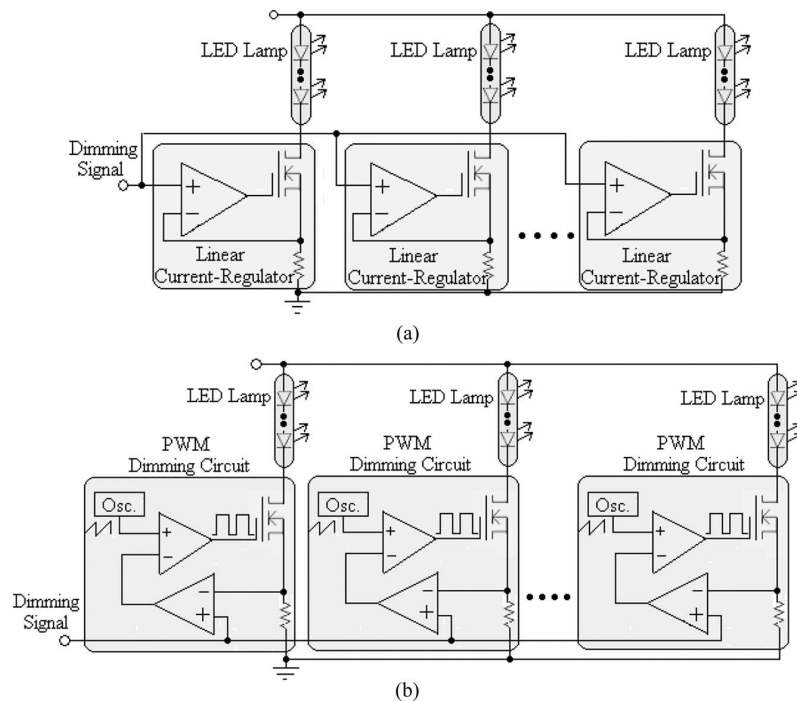 LED Lamp LED Lamp LED Lamp
Dimming
Signal
+ + +
− − −
Linear
Current-Regulator
Linear
Current-Regulator
Linear
Current-Regulator
(a)
LED Lamp LED Lamp LED Lamp
PWM
Dimming Circuit
PWM
Dimming Circuit
PWM
Dimming Circuit
Osc. Osc. Osc.
+ + +
− − −
− − −
+ + +
Dimming
Signal
(b)